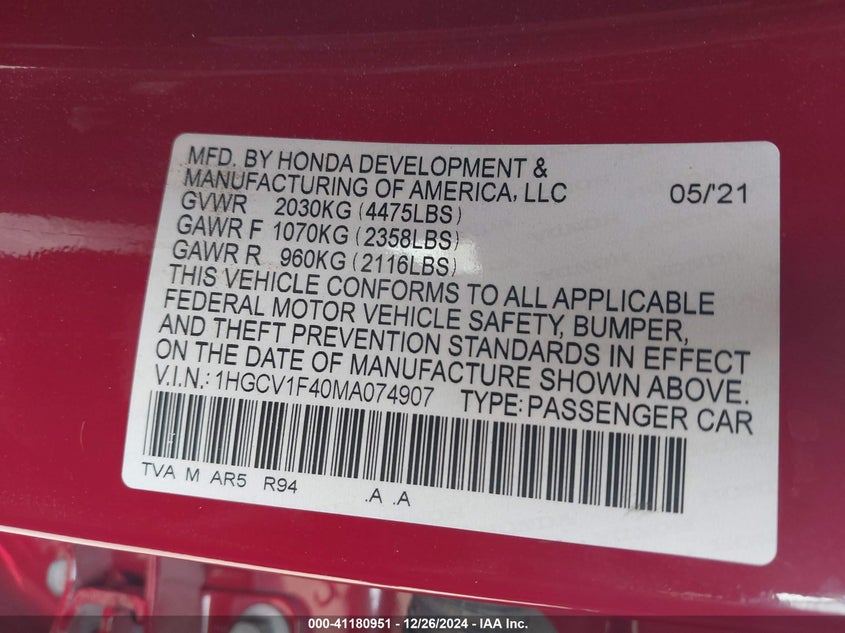 MFD. BY HONDA DEVELOPMENT &
MANUFACTURING OF AMERICA, LLC 05/'21
GVWR 2030KG (4475LBS)
GAWR F 1070KG (2358LBS)
GAWR R 960KG (2116LBS)
THIS VEHICLE CONFORMS TO ALL APPLICABLE
FEDERAL MOTOR VEHICLE SAFETY, BUMPER,
AND THEFT PREVENTION STANDARDS IN EFFECT
ON THE DATE OF MANUFACTURE SHOWN ABOVE.
V.I.N.: 1HGCV1F40MA074907 TYPE: PASSENGER CAR
TVA M AR5 R94 .A .A
000-41180951 - 12/26/2024 - IAA Inc.